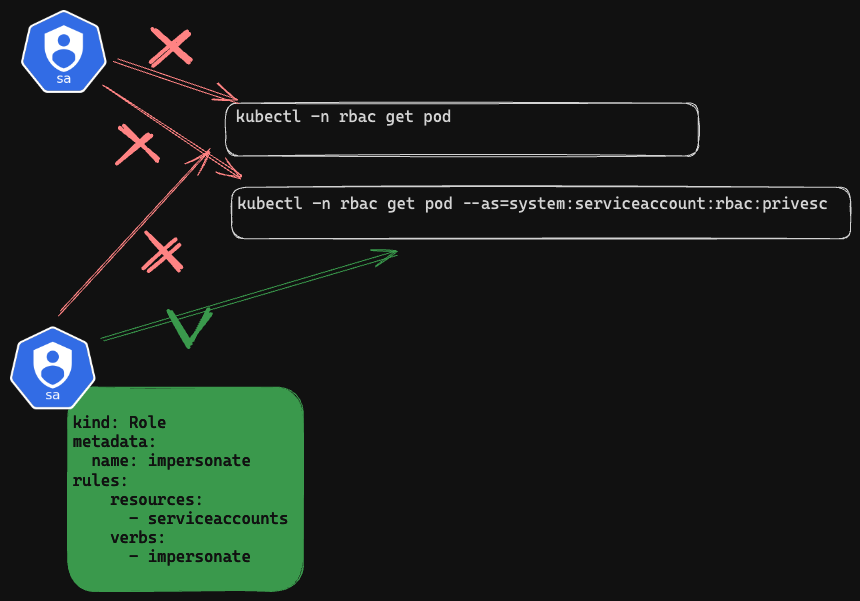 sa
kubectl -n rbac get pod
kubectl -n rbac get pod --as=system:serviceaccount:rbac:privesc
sa
kind: Role
metadata:
  name: impersonate
rules:
    resources:
      - serviceaccounts
    verbs:
      - impersonate